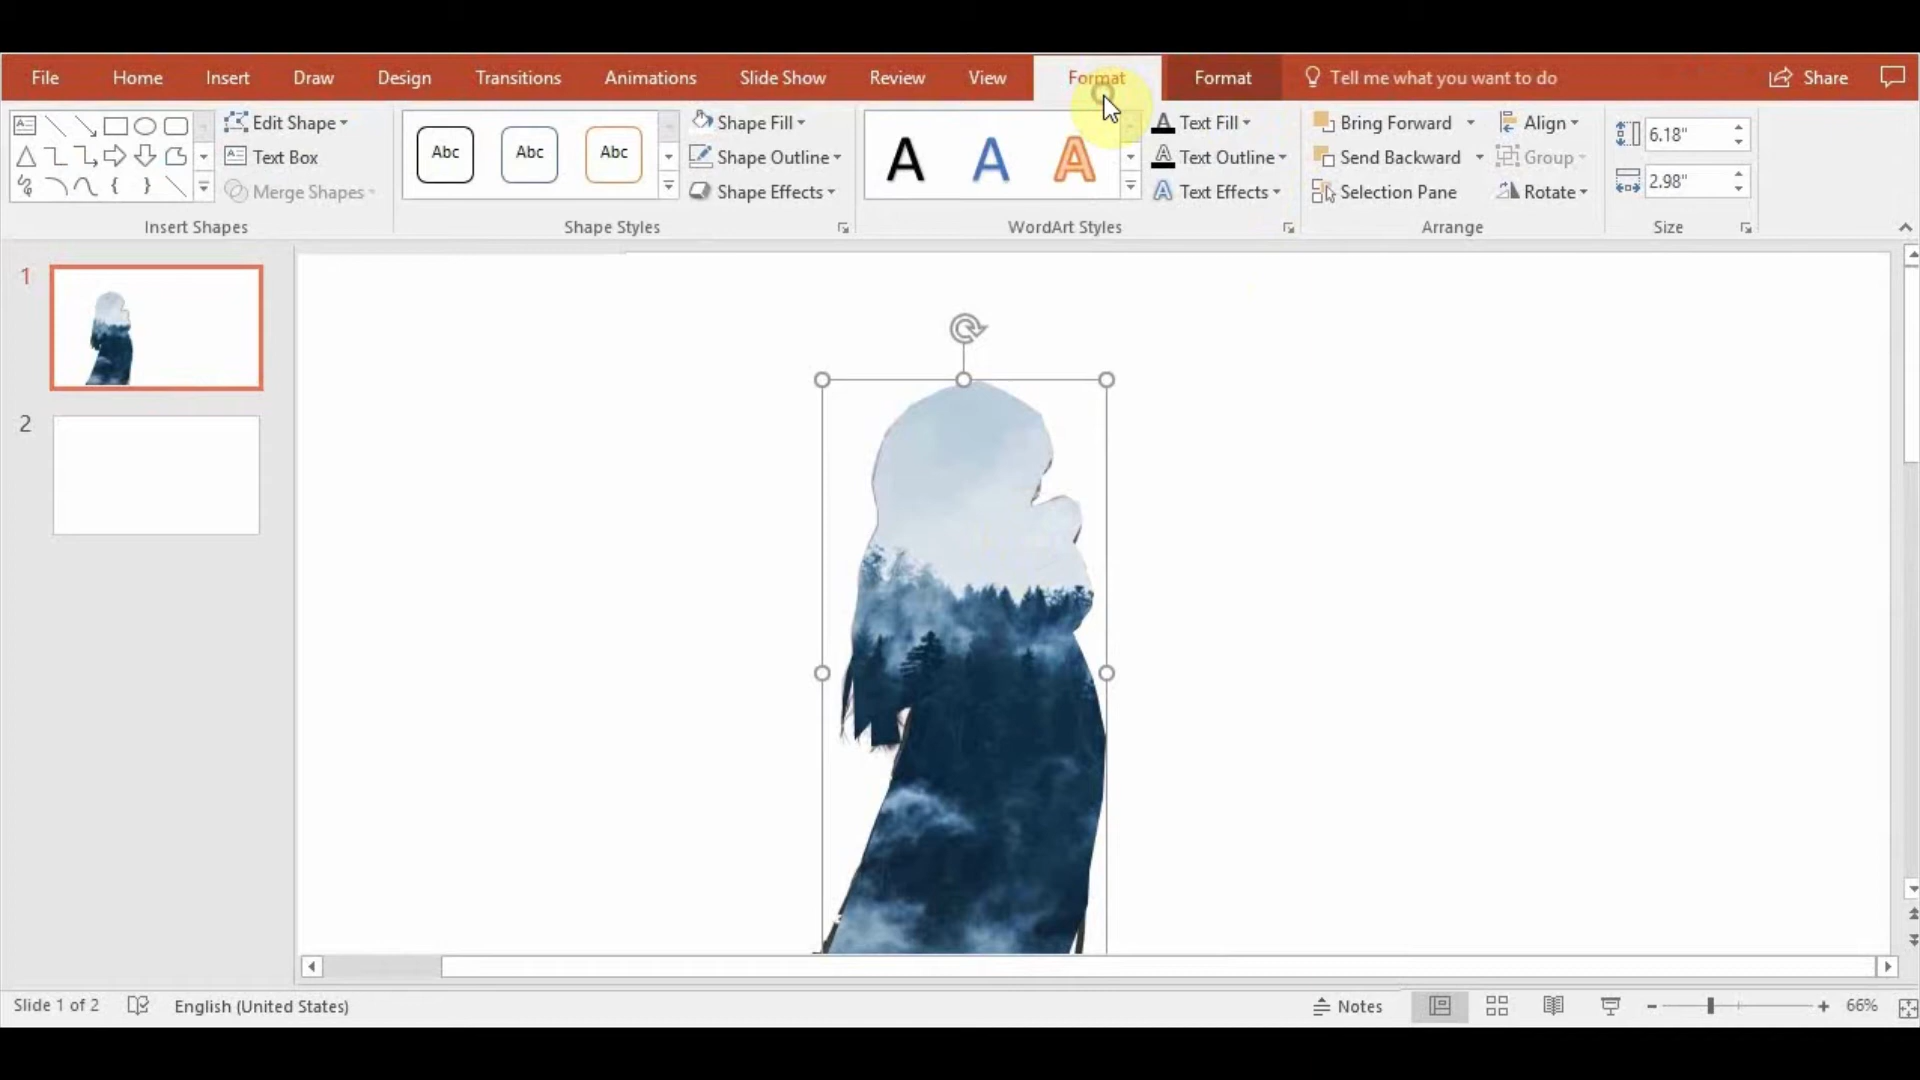 File Home Insert Draw Design Transitions Animations Slide Show Review View Format Format Tell me what you want to do Share
Edit Shape
Text Box
Merge Shapes
Insert Shapes
Abc Abc Abc
Shape Fill
Shape Outline
Shape Effects
Shape Styles
A A A
Text Fill
Text Outline
Text Effects
WordArt Styles
Bring Forward
Send Backward
Selection Pane
Align
Group
Rotate
Arrange
6.18"
2.98"
Size
1
2
Slide 1 of 2 English (United States) Notes 66%